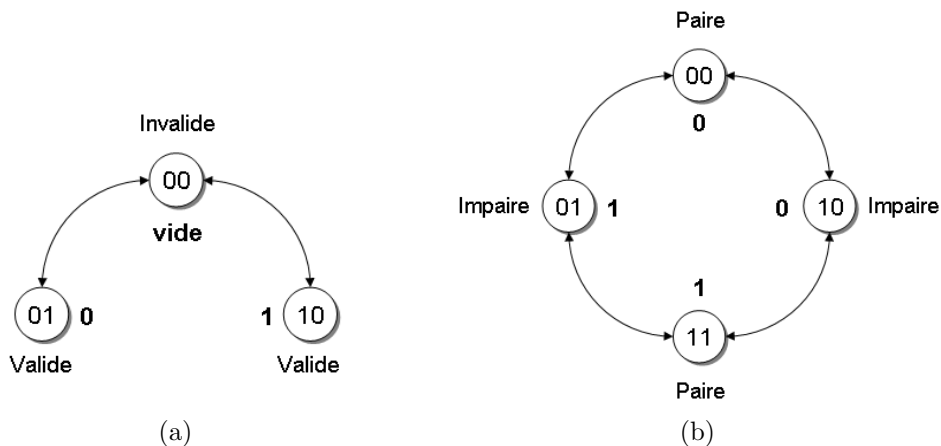 Invalide
00
vide
01 0
1 10
Valide
Valide
(a)
Paire
00
0
Impaire 01 1
0 10 Impaire
1
11
Paire
(b)